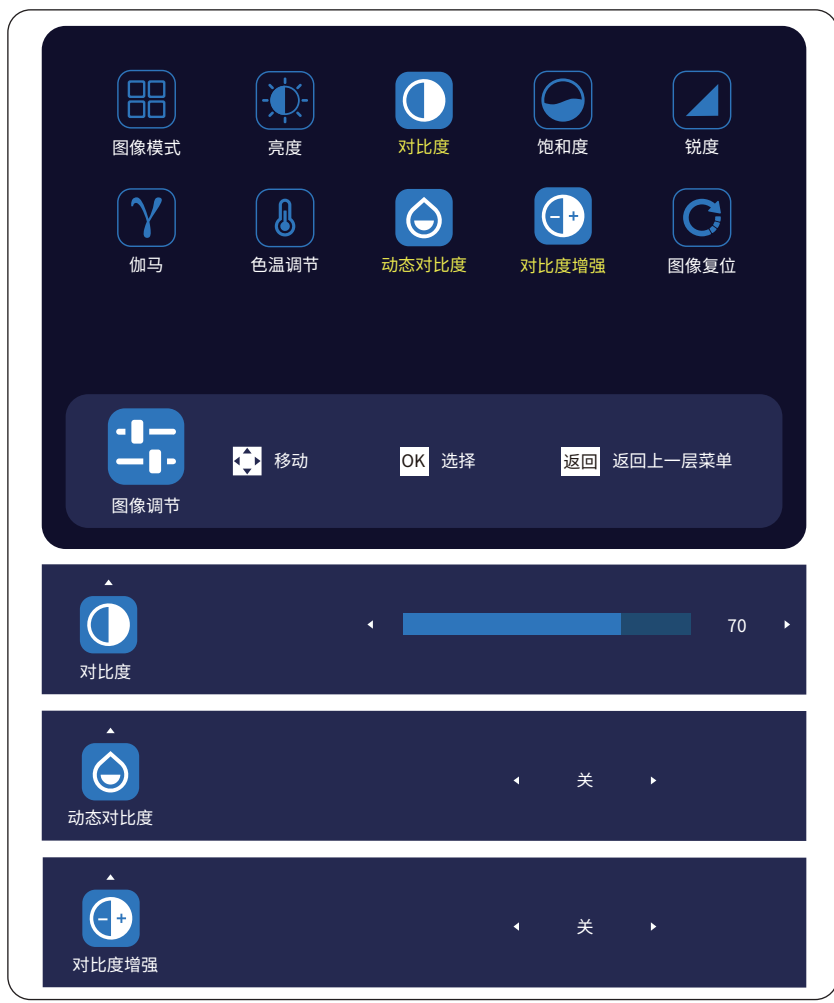 图像模式 亮度 对比度 饱和度 锐度
γ
伽马 色温调节 动态对比度 对比度增强 图像复位
移动 OK 选择 返回 返回上一层菜单
图像调节
70
对比度
关
动态对比度
关
对比度增强